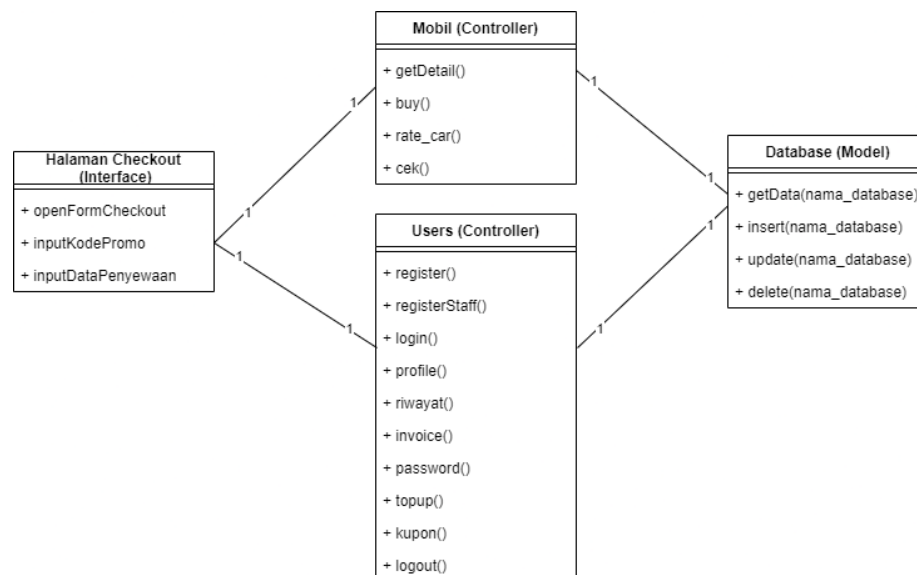 Mobil (Controller)
+ getDetail()
+ buy()
+ rate_car()
+ cek()
Halaman Checkout
(Interface)
+ openFormCheckout
+ inputKodePromo
+ inputDataPenyewaan
Database (Model)
+ getData(nama_database)
+ insert(nama_database)
+ update(nama_database)
+ delete(nama_database)
Users (Controller)
+ register()
+ registerStaff()
+ login()
+ profile()
+ riwayat()
+ invoice()
+ password()
+ topup()
+ kupon()
+ logout()
1
1
1
1
1
1
1
1